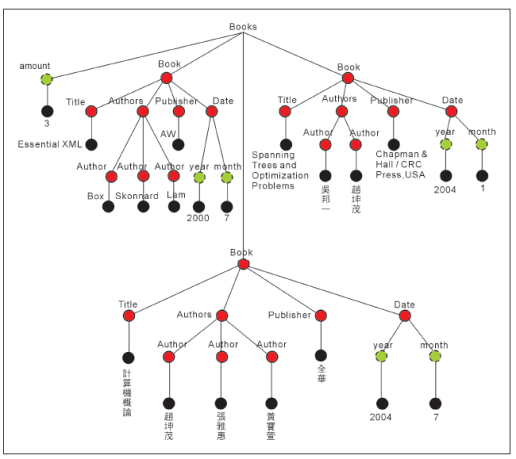 Books
amount
Book
Book
Title
Authors
Publisher
Date
Title
Authors
Publisher
Date
3
Essential XML
AW
Author
Author
year
month
Author
Author
Author
year
month
Spanning
Trees and
Optimization
Problems
Chapman &
Hall / CRC
Press,USA
Box
Skonnard
Lam
2000
7
吳邦一
趙坤茂
2004
1
Book
Title
Authors
Publisher
Date
Author
Author
Author
year
month
計算機概論
全華
趙坤茂
張雅惠
黃寶萱
2004
7